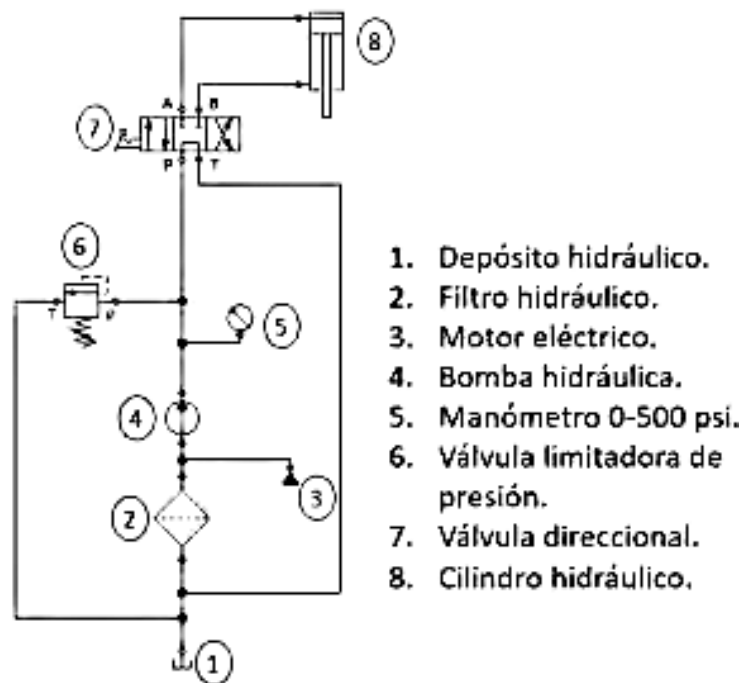 8
A B
7
P T
6
T P
5
4
3
2
1
1. Depósito hidráulico.
2. Filtro hidráulico.
3. Motor eléctrico.
4. Bomba hidráulica.
5. Manómetro 0-500 psi.
6. Válvula limitadora de
presión.
7. Válvula direccional.
8. Cilindro hidráulico.